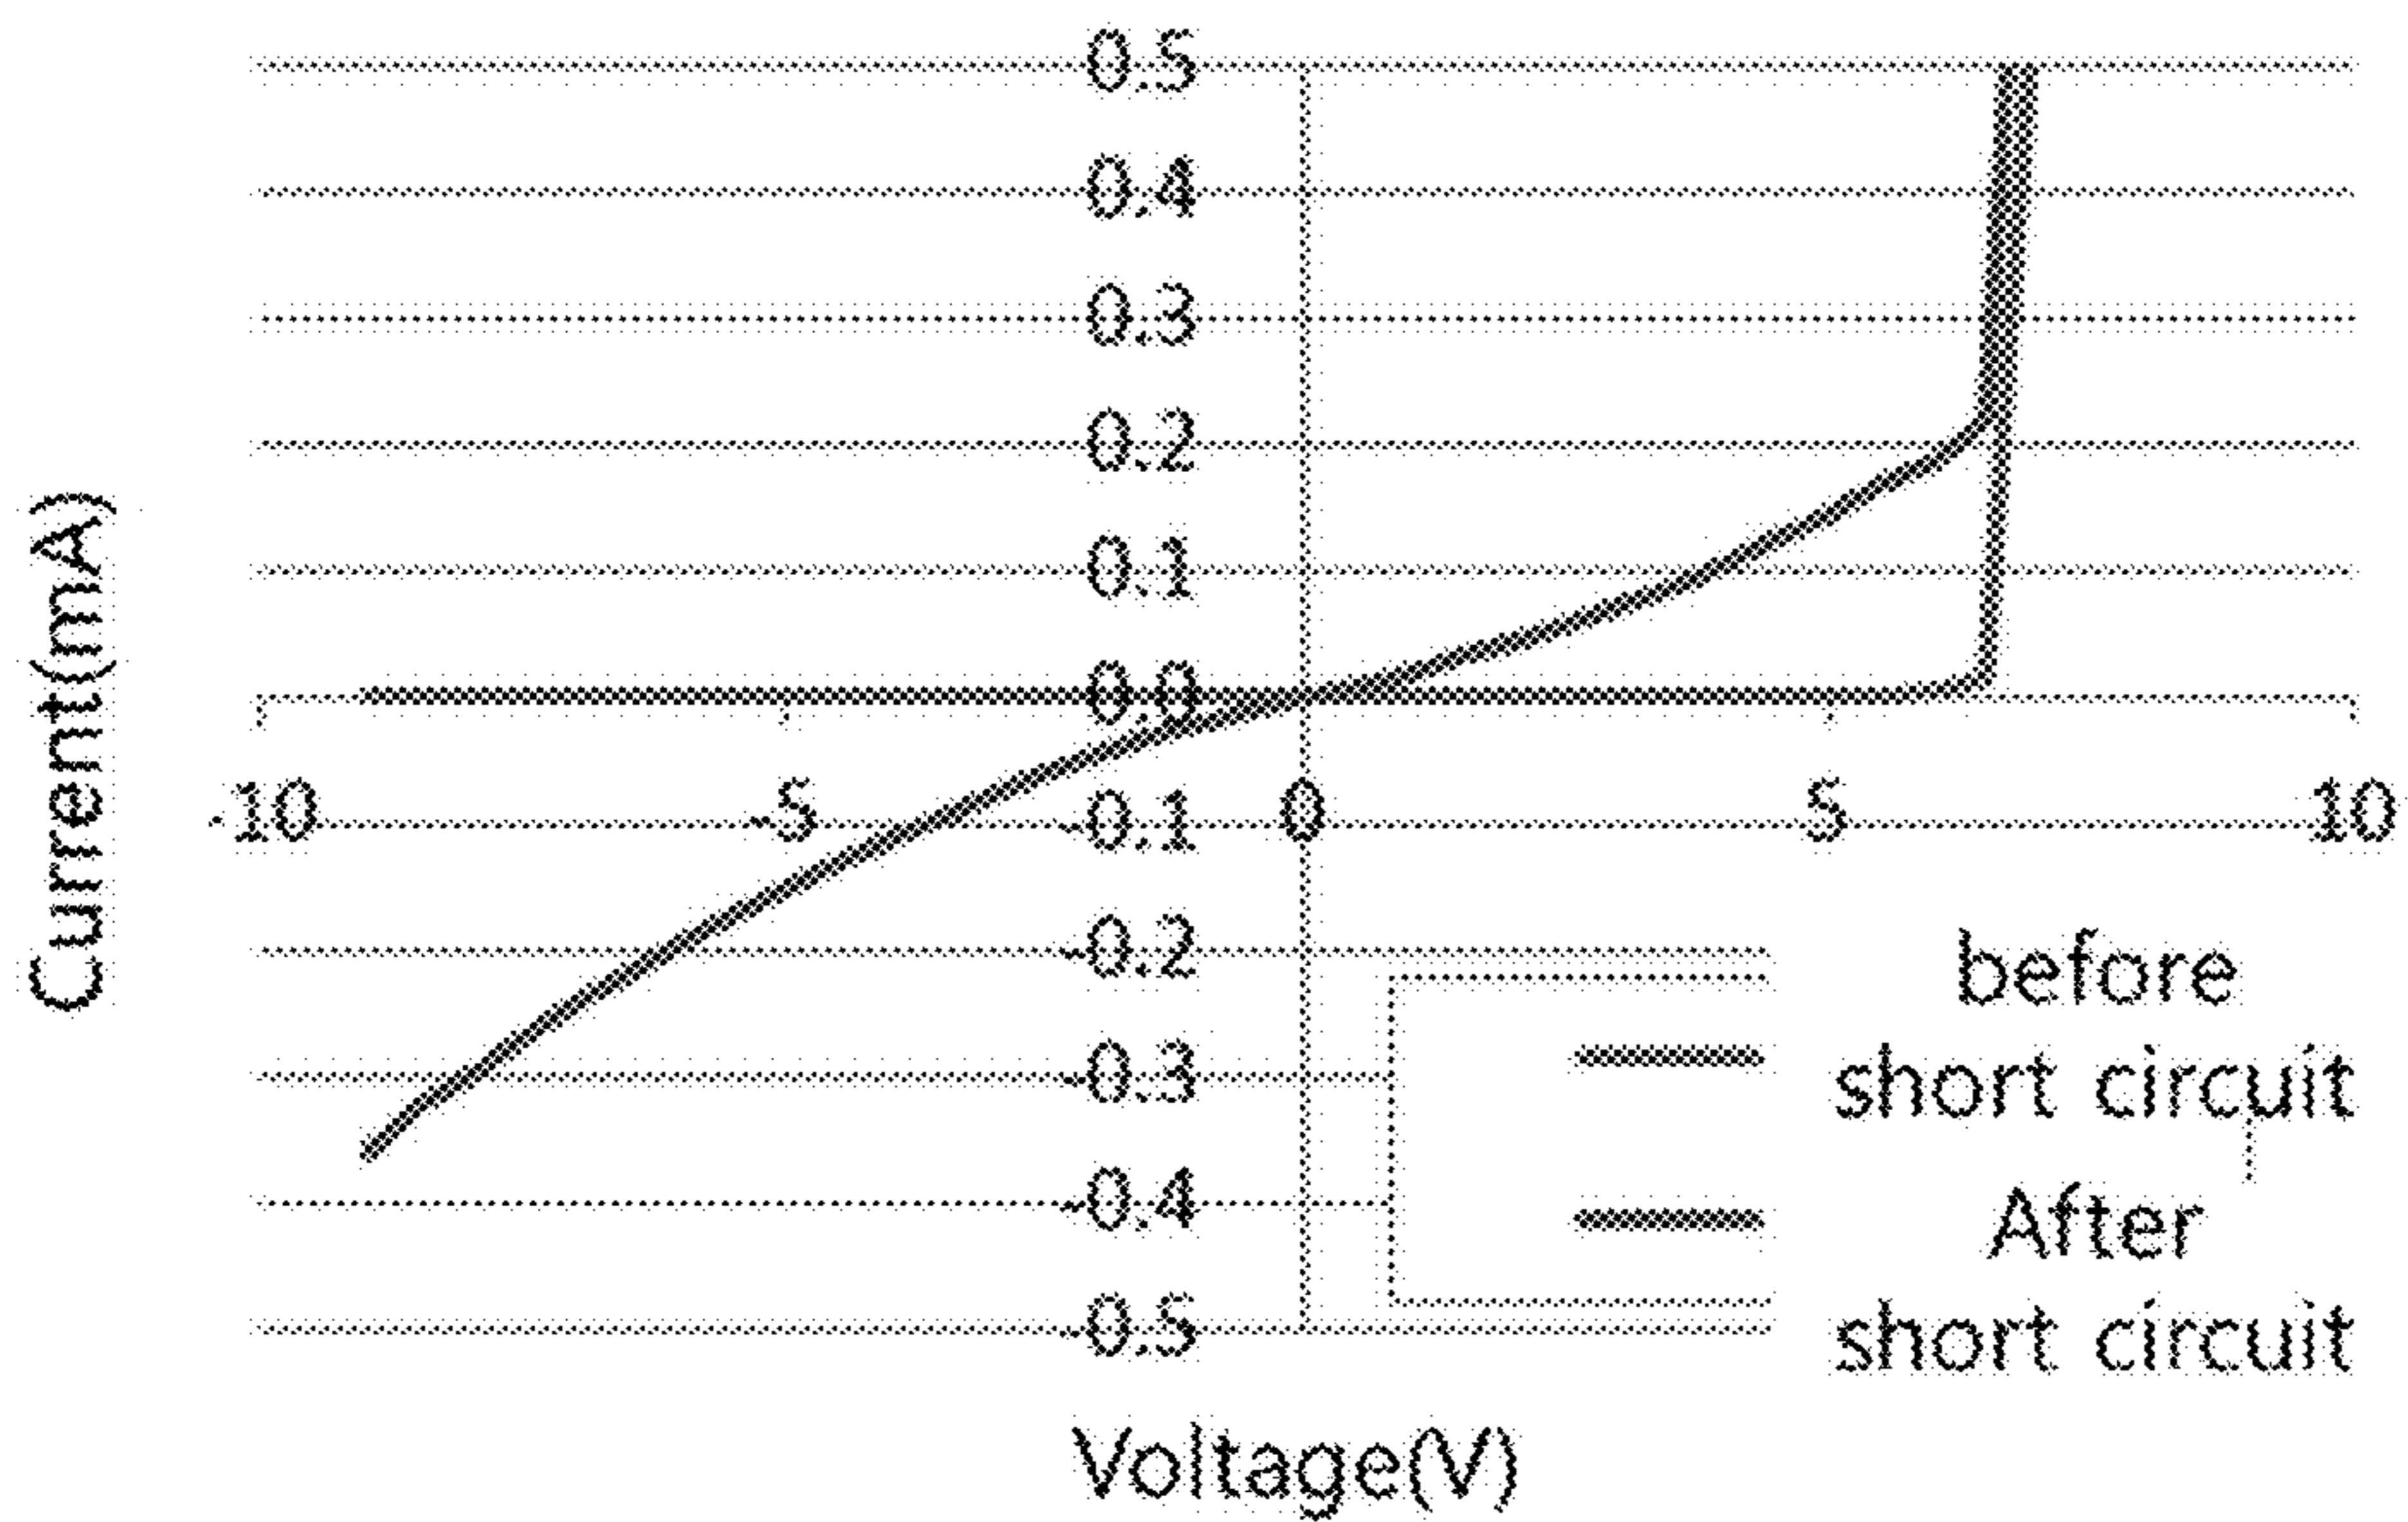 0.5
0.4
0.3
0.2
0.1
0.0
-10
-5
-0.1
0
5
10
-0.2
-0.3
-0.4
-0.5
Current(mA)
before
short circuit
After
short circuit
Voltage(V)